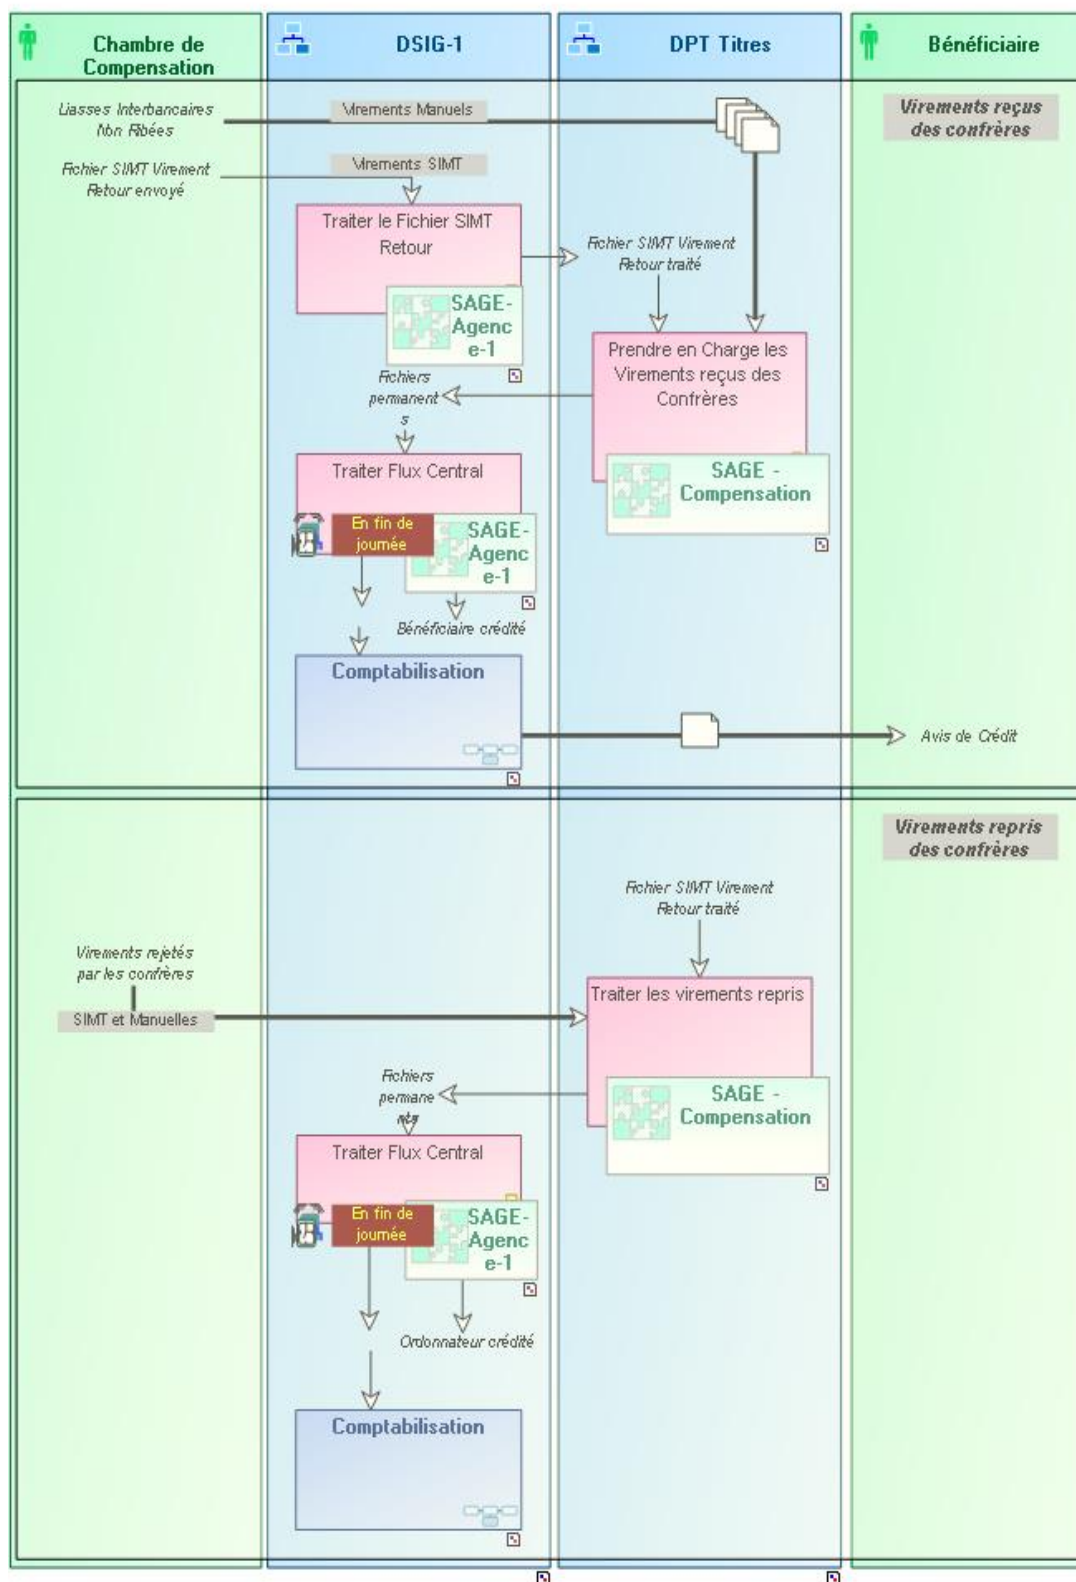 Chambre de
Compensation
DSIG-1
DPT Titres
Bénéficiaire
Liasses Interbancaires
Non Ribées
Virements Manuels
Virements reçus
des confrères
Fichier SIMT Virement
Retour envoyé
Virements SIMT
Traiter le Fichier SIMT
Retour
Fichier SIMT Virement
Retour traité
SAGE-
Agenc
e-1
Prendre en Charge les
Virements reçus des
Confrères
Fichiers
permanent
s
SAGE -
Compensation
Traiter Flux Central
En fin de
journée
SAGE-
Agenc
e-1
Bénéficiaire crédité
Comptabilisation
Avis de Crédit
Virements repris
des confrères
Fichier SIMT Virement
Retour traité
Virements rejetés
par les confrères
SIMT et Manuelles
Traiter les virements repris
Fichiers
permane
nts
SAGE -
Compensation
Traiter Flux Central
En fin de
journée
SAGE-
Agenc
e-1
Ordonnateur crédité
Comptabilisation